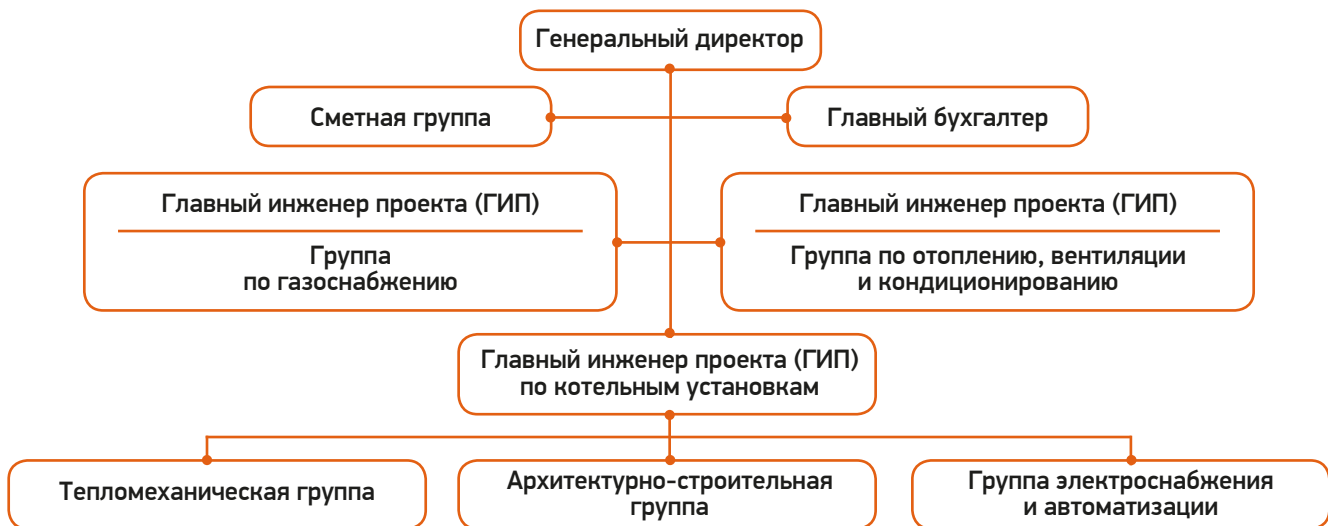 Генеральный директор
Сметная группа
Главный бухгалтер
Главный инженер проекта (ГИП)
Группа
по газоснабжению
Главный инженер проекта (ГИП)
Группа по отоплению, вентиляции
и кондиционированию
Главный инженер проекта (ГИП)
по котельным установкам
Тепломеханическая группа
Архитектурно-строительная
группа
Группа электроснабжения
и автоматизации